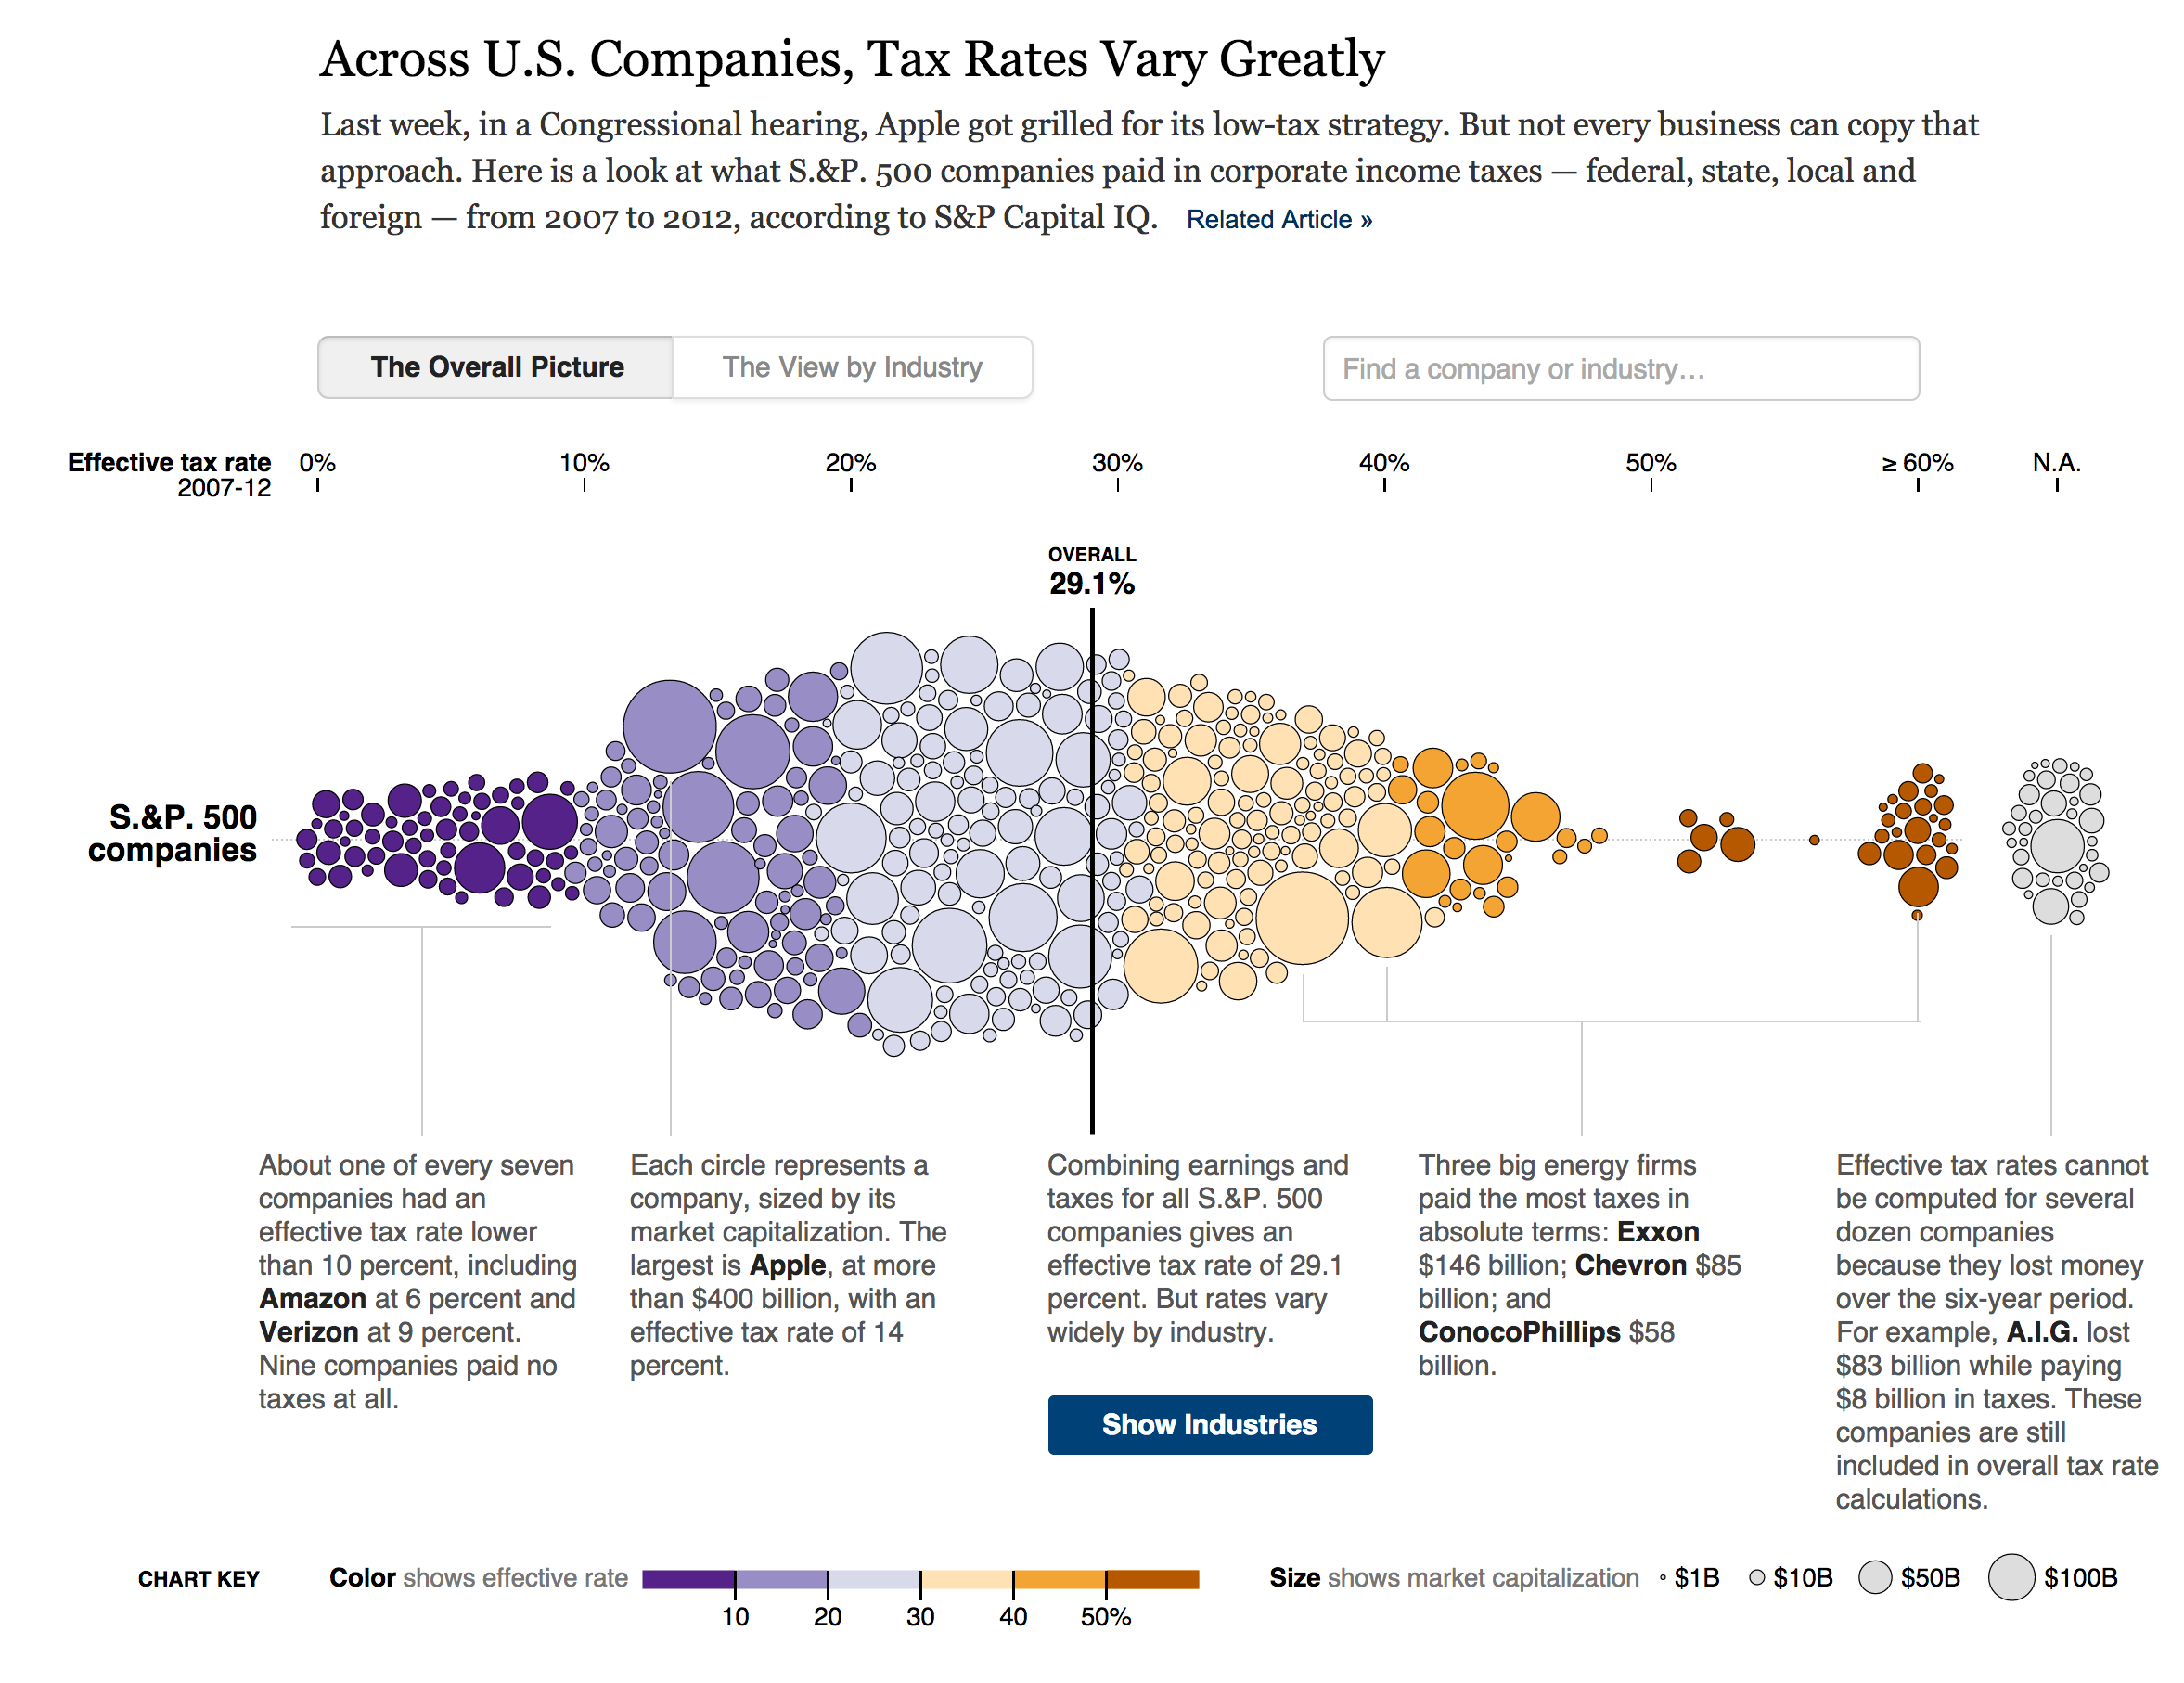 Across U.S. Companies, Tax Rates Vary Greatly
Last week, in a Congressional hearing, Apple got grilled for its low-tax strategy. But not every business can copy that
approach. Here is a look at what S.&P. 500 companies paid in corporate income taxes — federal, state, local and
foreign — from 2007 to 2012, according to S&P Capital IQ. Related Article »
The Overall Picture
The View by Industry
Find a company or industry...
Effective tax rate
2007-12
0%
10%
20%
30%
40%
50%
≥ 60%
N.A.
OVERALL
29.1%
S.&P. 500
companies
About one of every seven
companies had an
effective tax rate lower
than 10 percent, including
Amazon at 6 percent and
Verizon at 9 percent.
Nine companies paid no
taxes at all.
Each circle represents a
company, sized by its
market capitalization. The
largest is Apple, at more
than $400 billion, with an
effective tax rate of 14
percent.
Combining earnings and
taxes for all S.&P. 500
companies gives an
effective tax rate of 29.1
percent. But rates vary
widely by industry.
Show Industries
Three big energy firms
paid the most taxes in
absolute terms: Exxon
$146 billion; Chevron $85
billion; and
ConocoPhillips $58
billion.
Effective tax rates cannot
be computed for several
dozen companies
because they lost money
over the six-year period.
For example, A.I.G. lost
$83 billion while paying
$8 billion in taxes. These
companies are still
included in overall tax rate
calculations.
CHART KEY
Color shows effective rate
10
20
30
40
50%
Size shows market capitalization
$1B
$10B
$50B
$100B